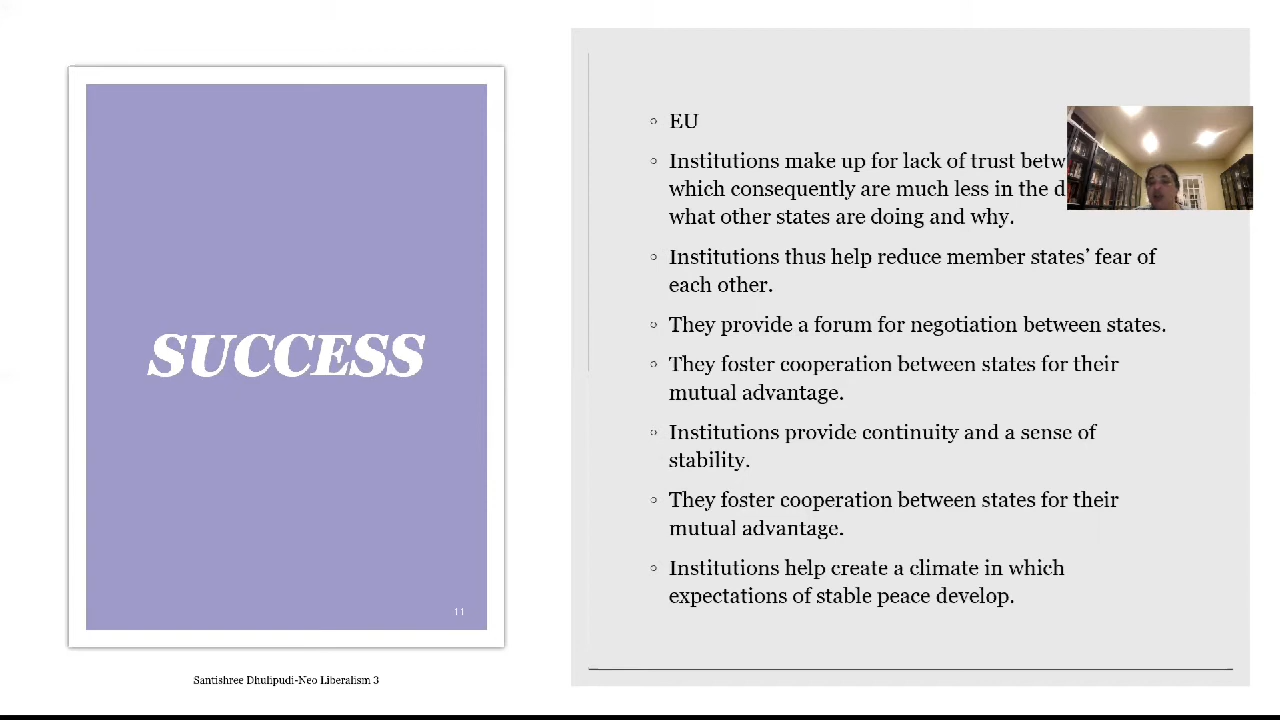 SUCCESS
11
Santishree Dhulipudi-Neo Liberalism 3
◦ EU
◦ Institutions make up for lack of trust
which consequently are much less in the
what other states are doing and why.
◦ Institutions thus help reduce member states’ fear of
each other.
◦ They provide a forum for negotiation between states.
◦ They foster cooperation between states for their
mutual advantage.
◦ Institutions provide continuity and a sense of
stability.
◦ They foster cooperation between states for their
mutual advantage.
◦ Institutions help create a climate in which
expectations of stable peace develop.